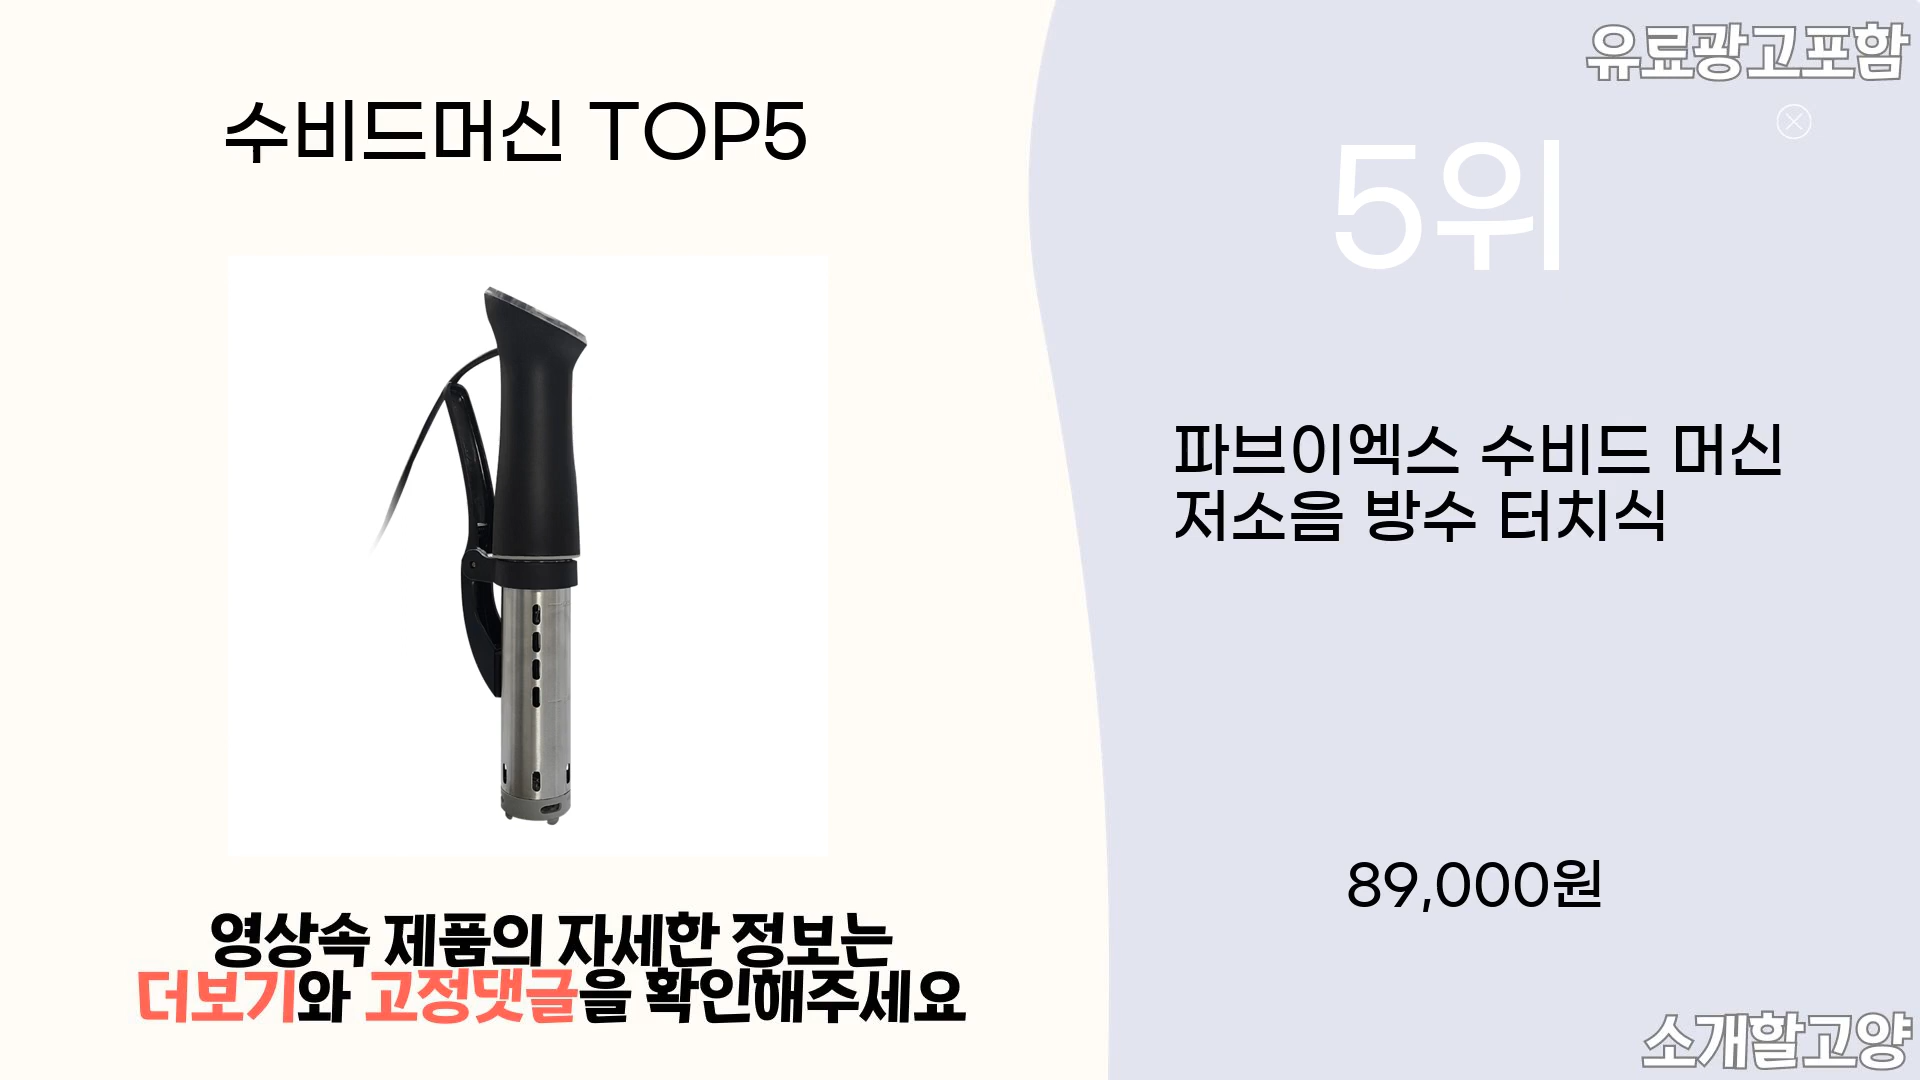 수비드머신 TOP5
영상속 제품의 자세한 정보는
더보기와 고정댓글을 확인해주세요
유료광고포함
5위
파브이엑스 수비드 머신
저소음 방수 터치식
89,000원
소개할고양